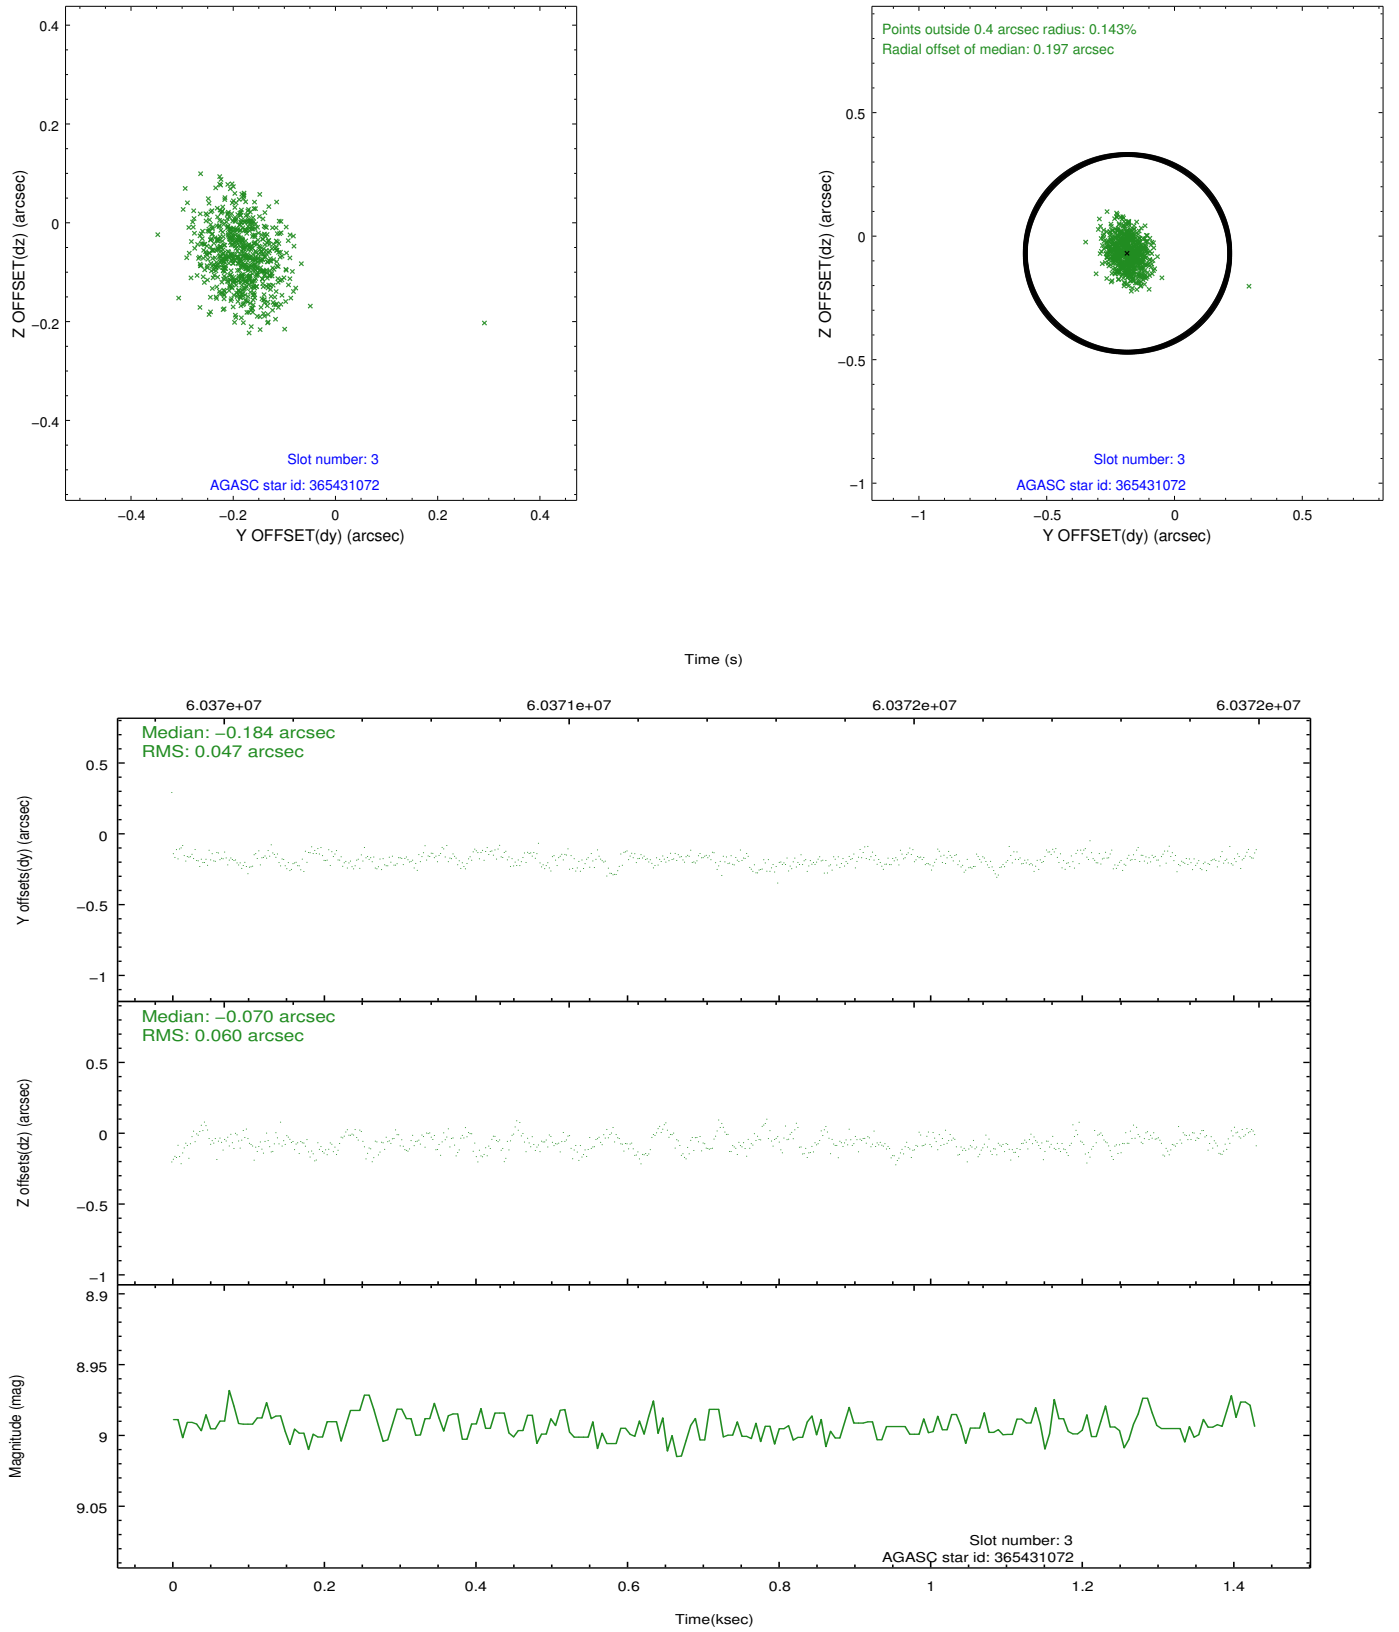 0.4
0.2
0
−0.2
−0.4
Z OFFSET(dz) (arcsec)
Slot number: 3
AGASC star id: 365431072
−0.4
−0.2
0
0.2
0.4
Y OFFSET(dy) (arcsec)
Points outside 0.4 arcsec radius: 0.143%
Radial offset of median: 0.197 arcsec
0.5
0
−0.5
−1
Z OFFSET(dz) (arcsec)
Slot number: 3
AGASC star id: 365431072
−1
−0.5
0
0.5
Y OFFSET(dy) (arcsec)
Time (s)
6.037e+07
6.0371e+07
6.0372e+07
6.0372e+07
Median: −0.184 arcsec
RMS: 0.047 arcsec
0.5
0
−0.5
−1
Y offsets(dy) (arcsec)
Median: −0.070 arcsec
RMS: 0.060 arcsec
0.5
0
−0.5
−1
Z offsets(dz) (arcsec)
8.9
8.95
9
9.05
Magnitude (mag)
Slot number: 3
AGASC star id: 365431072
0
0.2
0.4
0.6
0.8
1
1.2
1.4
Time(ksec)